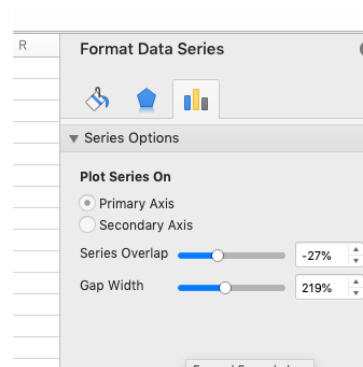 R
Format Data Series
Series Options
Plot Series On
Primary Axis
Secondary Axis
Series Overlap -27%
Gap Width 219%